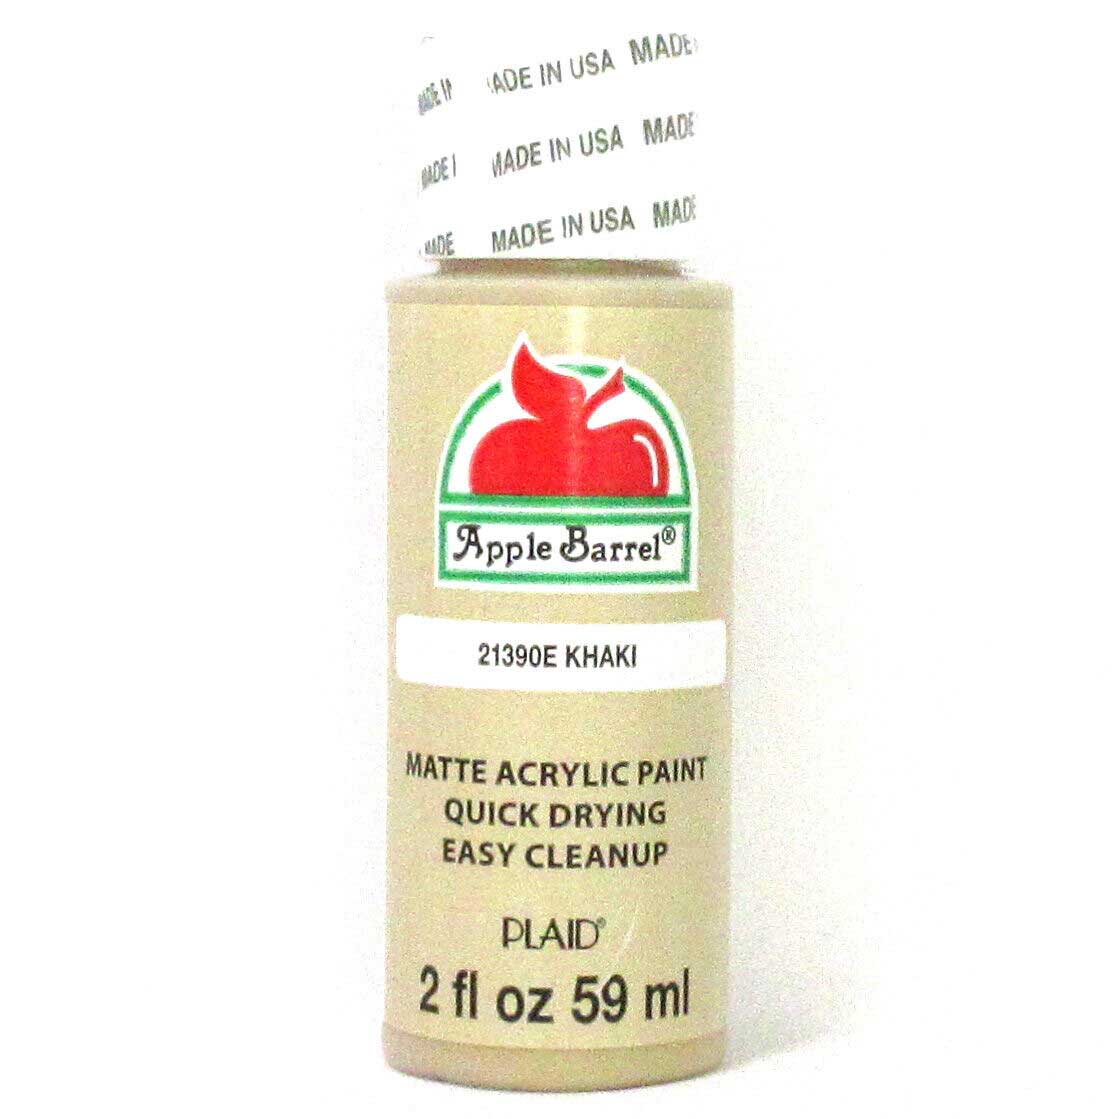 MADE IN USA MADE
MADE IN USA MADE
MADE MADE IN USA MADE
Apple Barrel®
21390E KHAKI
MATTE ACRYLIC PAINT
QUICK DRYING
EASY CLEANUP
PLAID®
2 fl oz 59 ml